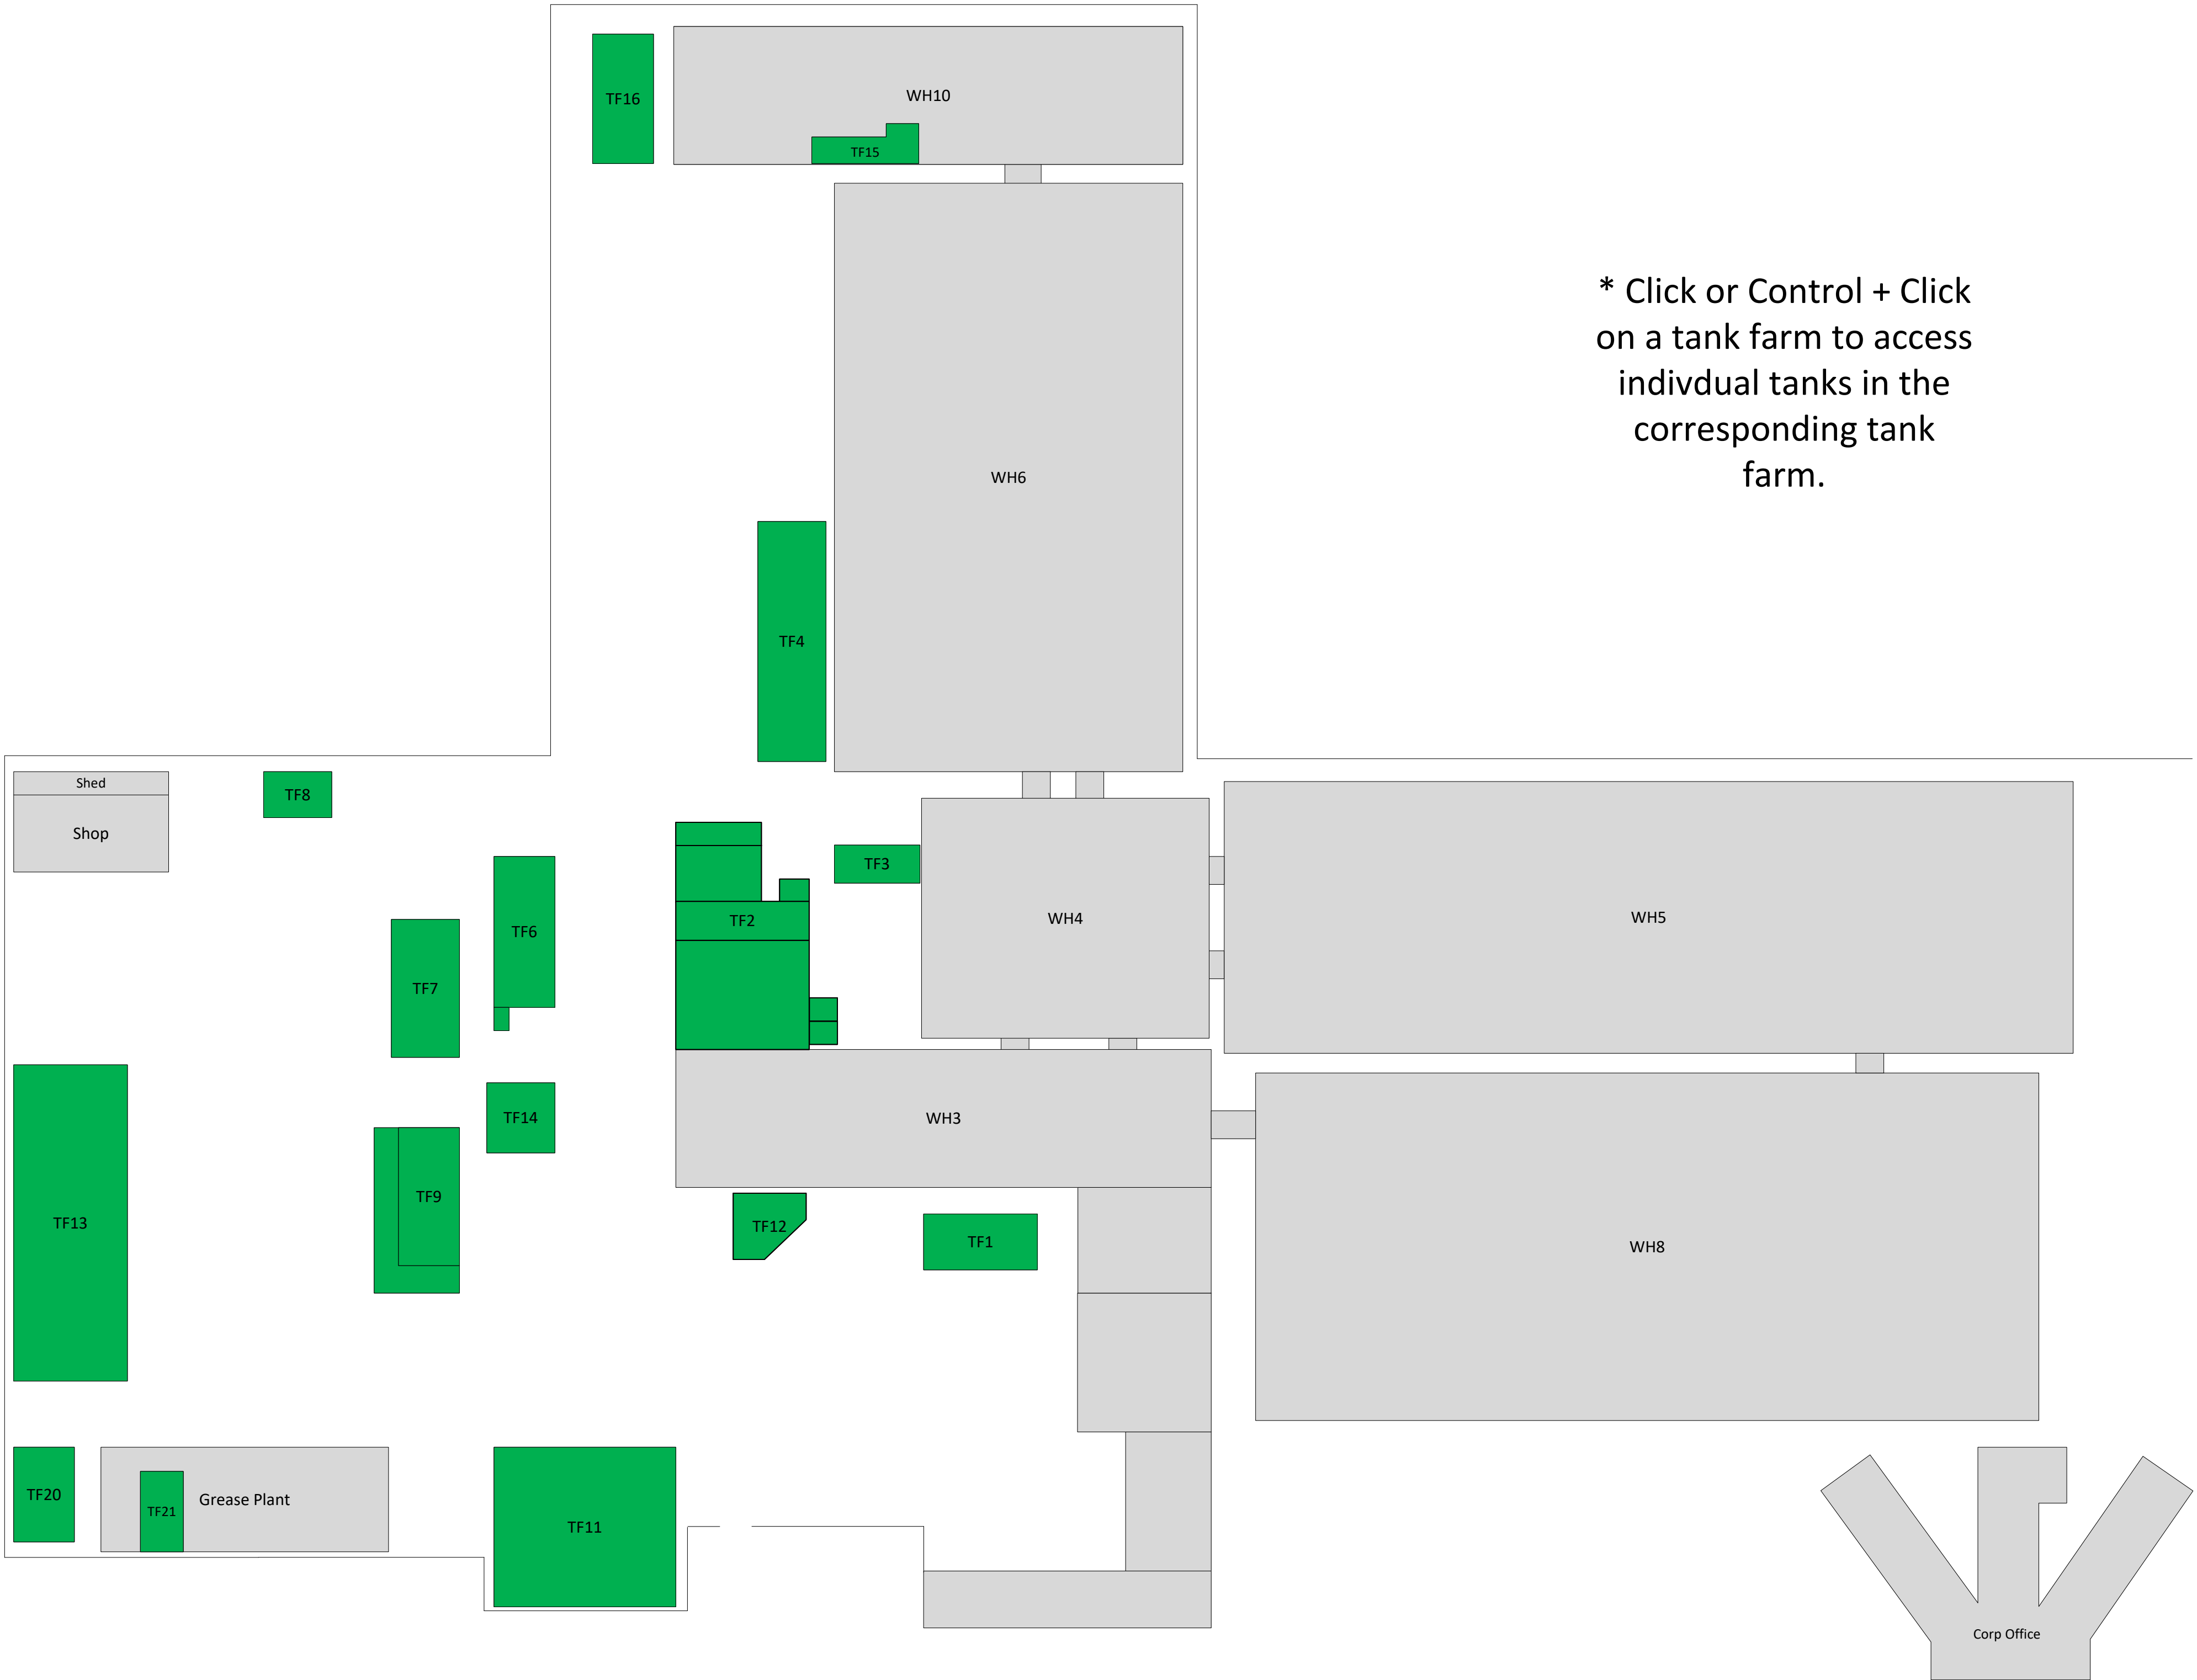 TF16
WH10
TF15
* Click or Control + Click
on a tank farm to access
indivdual tanks in the
corresponding tank
farm.
WH6
TF4
Shed
TF8
Shop
TF3
TF6
TF2
WH4
WH5
TF7
TF14
WH3
TF9
TF13
TF12
TF1
WH8
TF20
TF21
Grease Plant
TF11
Corp Office